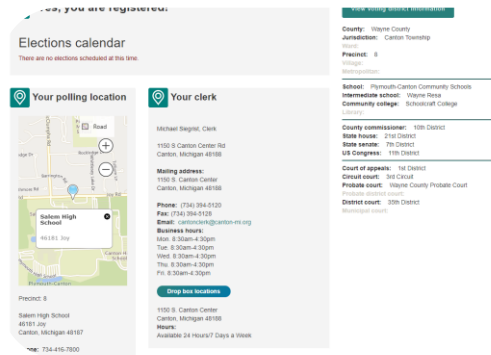 Yes, you are registered!
View voting district information
Elections calendar
There are no elections scheduled at this time.
County: Wayne County
Jurisdiction: Canton Township
Ward:
Precinct: 8
Village:
Metropolitan:
School: Plymouth-Canton Community Schools
Intermediate school: Wayne Resa
Community college: Schoolcraft College
Library:
County commissioner: 10th District
State house: 21st District
State senate: 7th District
US Congress: 11th District
Court of appeals: 1st District
Circuit court: 3rd Circuit
Probate court: Wayne County Probate Court
Probate district court:
District court: 35th District
Municipal court:
Your polling location
Road
Salem High
School
46181 Joy
Plymouth-Canton
Precinct: 8
Salem High School
46181 Joy
Canton, Michigan 48187
Phone: 734-416-7800
Your clerk
Michael Siegrist, Clerk
1150 S Canton Center Rd
Canton, Michigan 48188
Mailing address:
1150 S. Canton Center
Canton, Michigan 48188
Phone: (734) 394-5120
Fax: (734) 394-5128
Email: cantonclerk@canton-mi.org
Business hours:
Mon. 8:30am-4:30pm
Tue. 8:30am-4:30pm
Wed. 8:30am-4:30pm
Thu. 8:30am-4:30pm
Fri. 8:30am-4:30pm
Drop box locations
1150 S. Canton Center
Canton, Michigan 48188
Hours:
Available 24 Hours/7 Days a Week